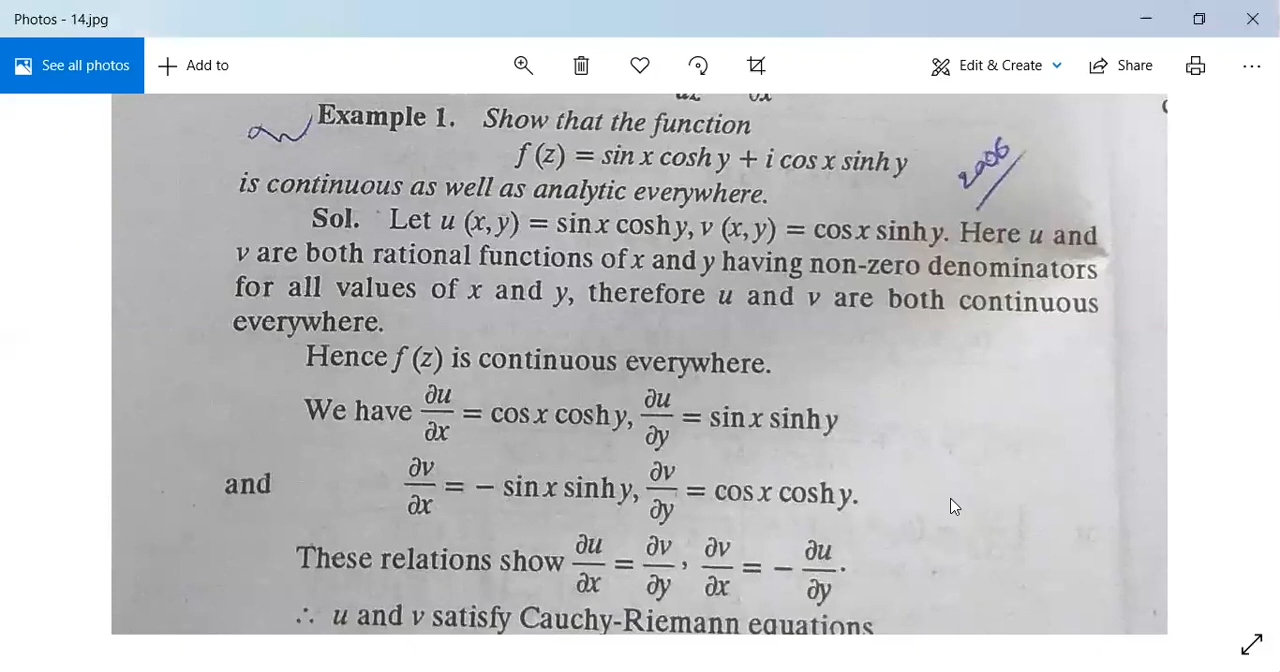 Photos - 14.jpg
See all photos
Add to
Edit & Create
Share
Example 1. Show that the function
2006
f (z) = sin x cosh y + i cos x sinh y
is continuous as well as analytic everywhere.
Sol. Let u (x, y) = sin x cosh y, v (x, y) = cos x sinh y. Here u and
v are both rational functions of x and y having non-zero denominators
for all values of x and y, therefore u and v are both continuous
everywhere.
Hence f (z) is continuous everywhere.
We have ∂u/∂x = cos x cosh y, ∂u/∂y = sin x sinh y
and ∂v/∂x = − sin x sinh y, ∂v/∂y = cos x cosh y.
These relations show ∂u/∂x = ∂v/∂y, ∂v/∂x = − ∂u/∂y.
∴ u and v satisfy Cauchy-Riemann equations